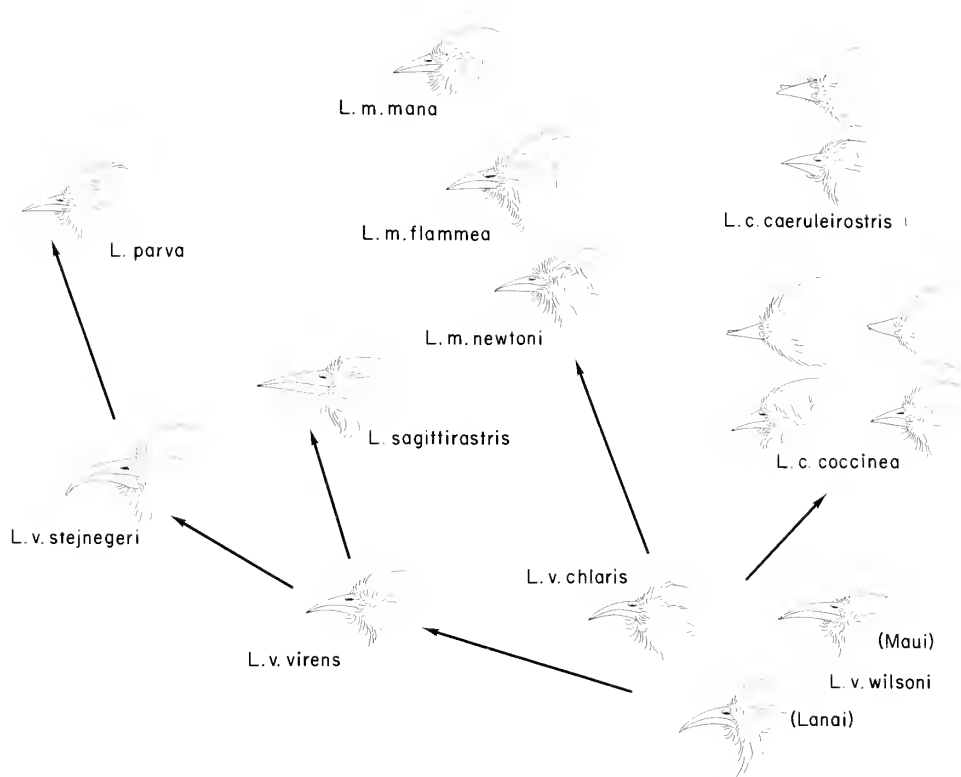 L. m. mana
L. parva
L. m. flammea
L. c. caeruleirostris
L. m. newtoni
L. sagittirastris
L. c. coccinea
L. v. stejnegeri
L. v. chlaris
L. v. virens
(Maui)
L. v. wilsoni
(Lanai)